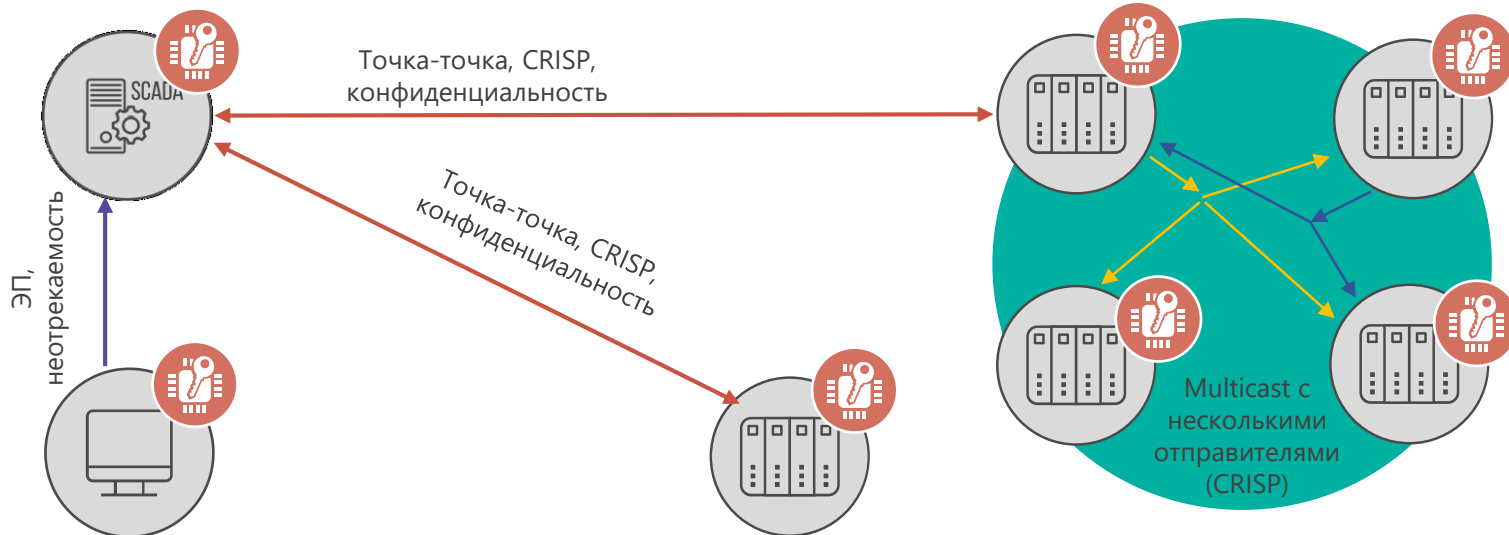 SCADA
Точка-точка, CRISP,
конфиденциальность
Точка-точка, CRISP,
конфиденциальность
ЭП,
неотрекаемость
Multicast с
несколькими
отправителями
(CRISP)